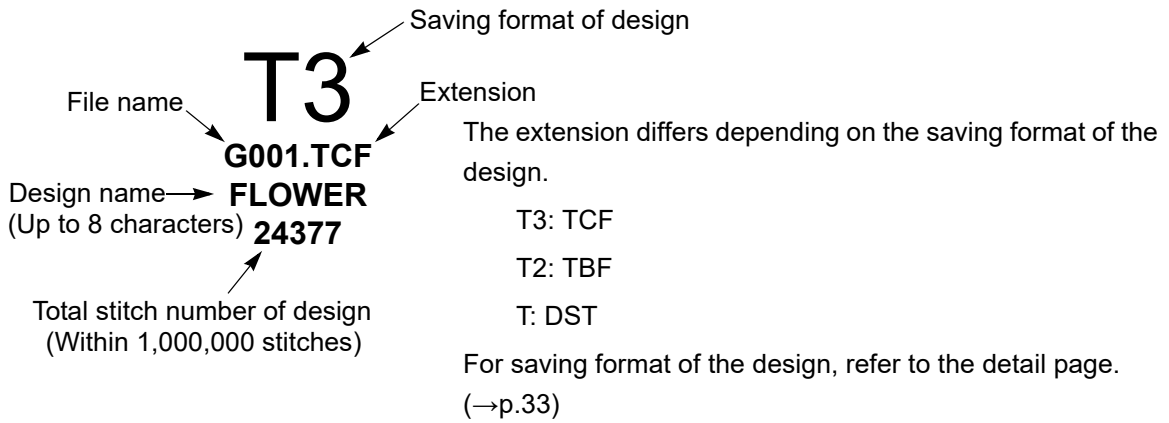 Saving format of design
T3
File name
Extension
G001.TCF
Design name
FLOWER
(Up to 8 characters)
24377
Total stitch number of design
(Within 1,000,000 stitches)
The extension differs depending on the saving format of the
design.
T3: TCF
T2: TBF
T: DST
For saving format of the design, refer to the detail page.
(→p.33)